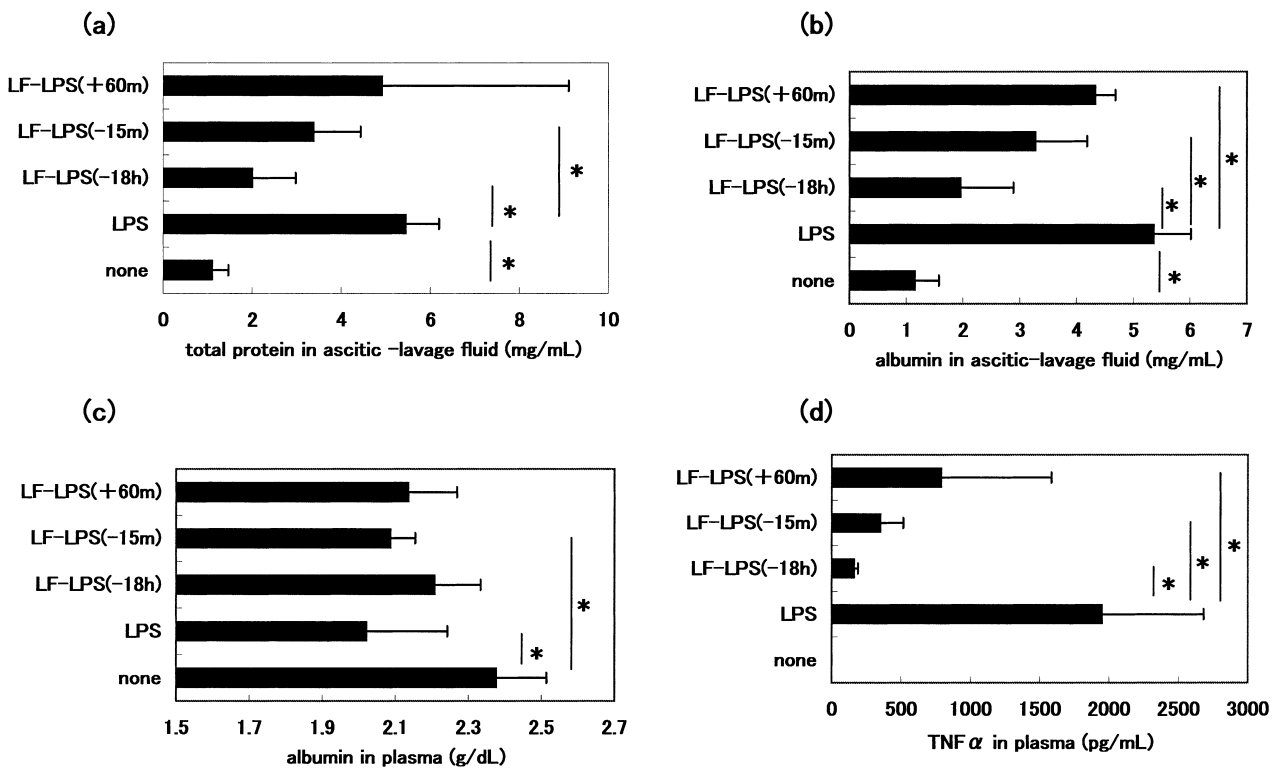 (a)
LF-LPS(+60m)
LF-LPS(-15m)
LF-LPS(-18h)
LPS
none
*
*
*
0 2 4 6 8 10
total protein in ascitic -lavage fluid (mg/mL)
(b)
LF-LPS(+60m)
LF-LPS(-15m)
LF-LPS(-18h)
LPS
none
*
*
*
*
0 1 2 3 4 5 6 7
albumin in ascitic-lavage fluid (mg/mL)
(c)
LF-LPS(+60m)
LF-LPS(-15m)
LF-LPS(-18h)
LPS
none
*
*
1.5 1.7 1.9 2.1 2.3 2.5 2.7
albumin in plasma (g/dL)
(d)
LF-LPS(+60m)
LF-LPS(-15m)
LF-LPS(-18h)
LPS
none
*
*
*
0 500 1000 1500 2000 2500 3000
TNFα in plasma (pg/mL)